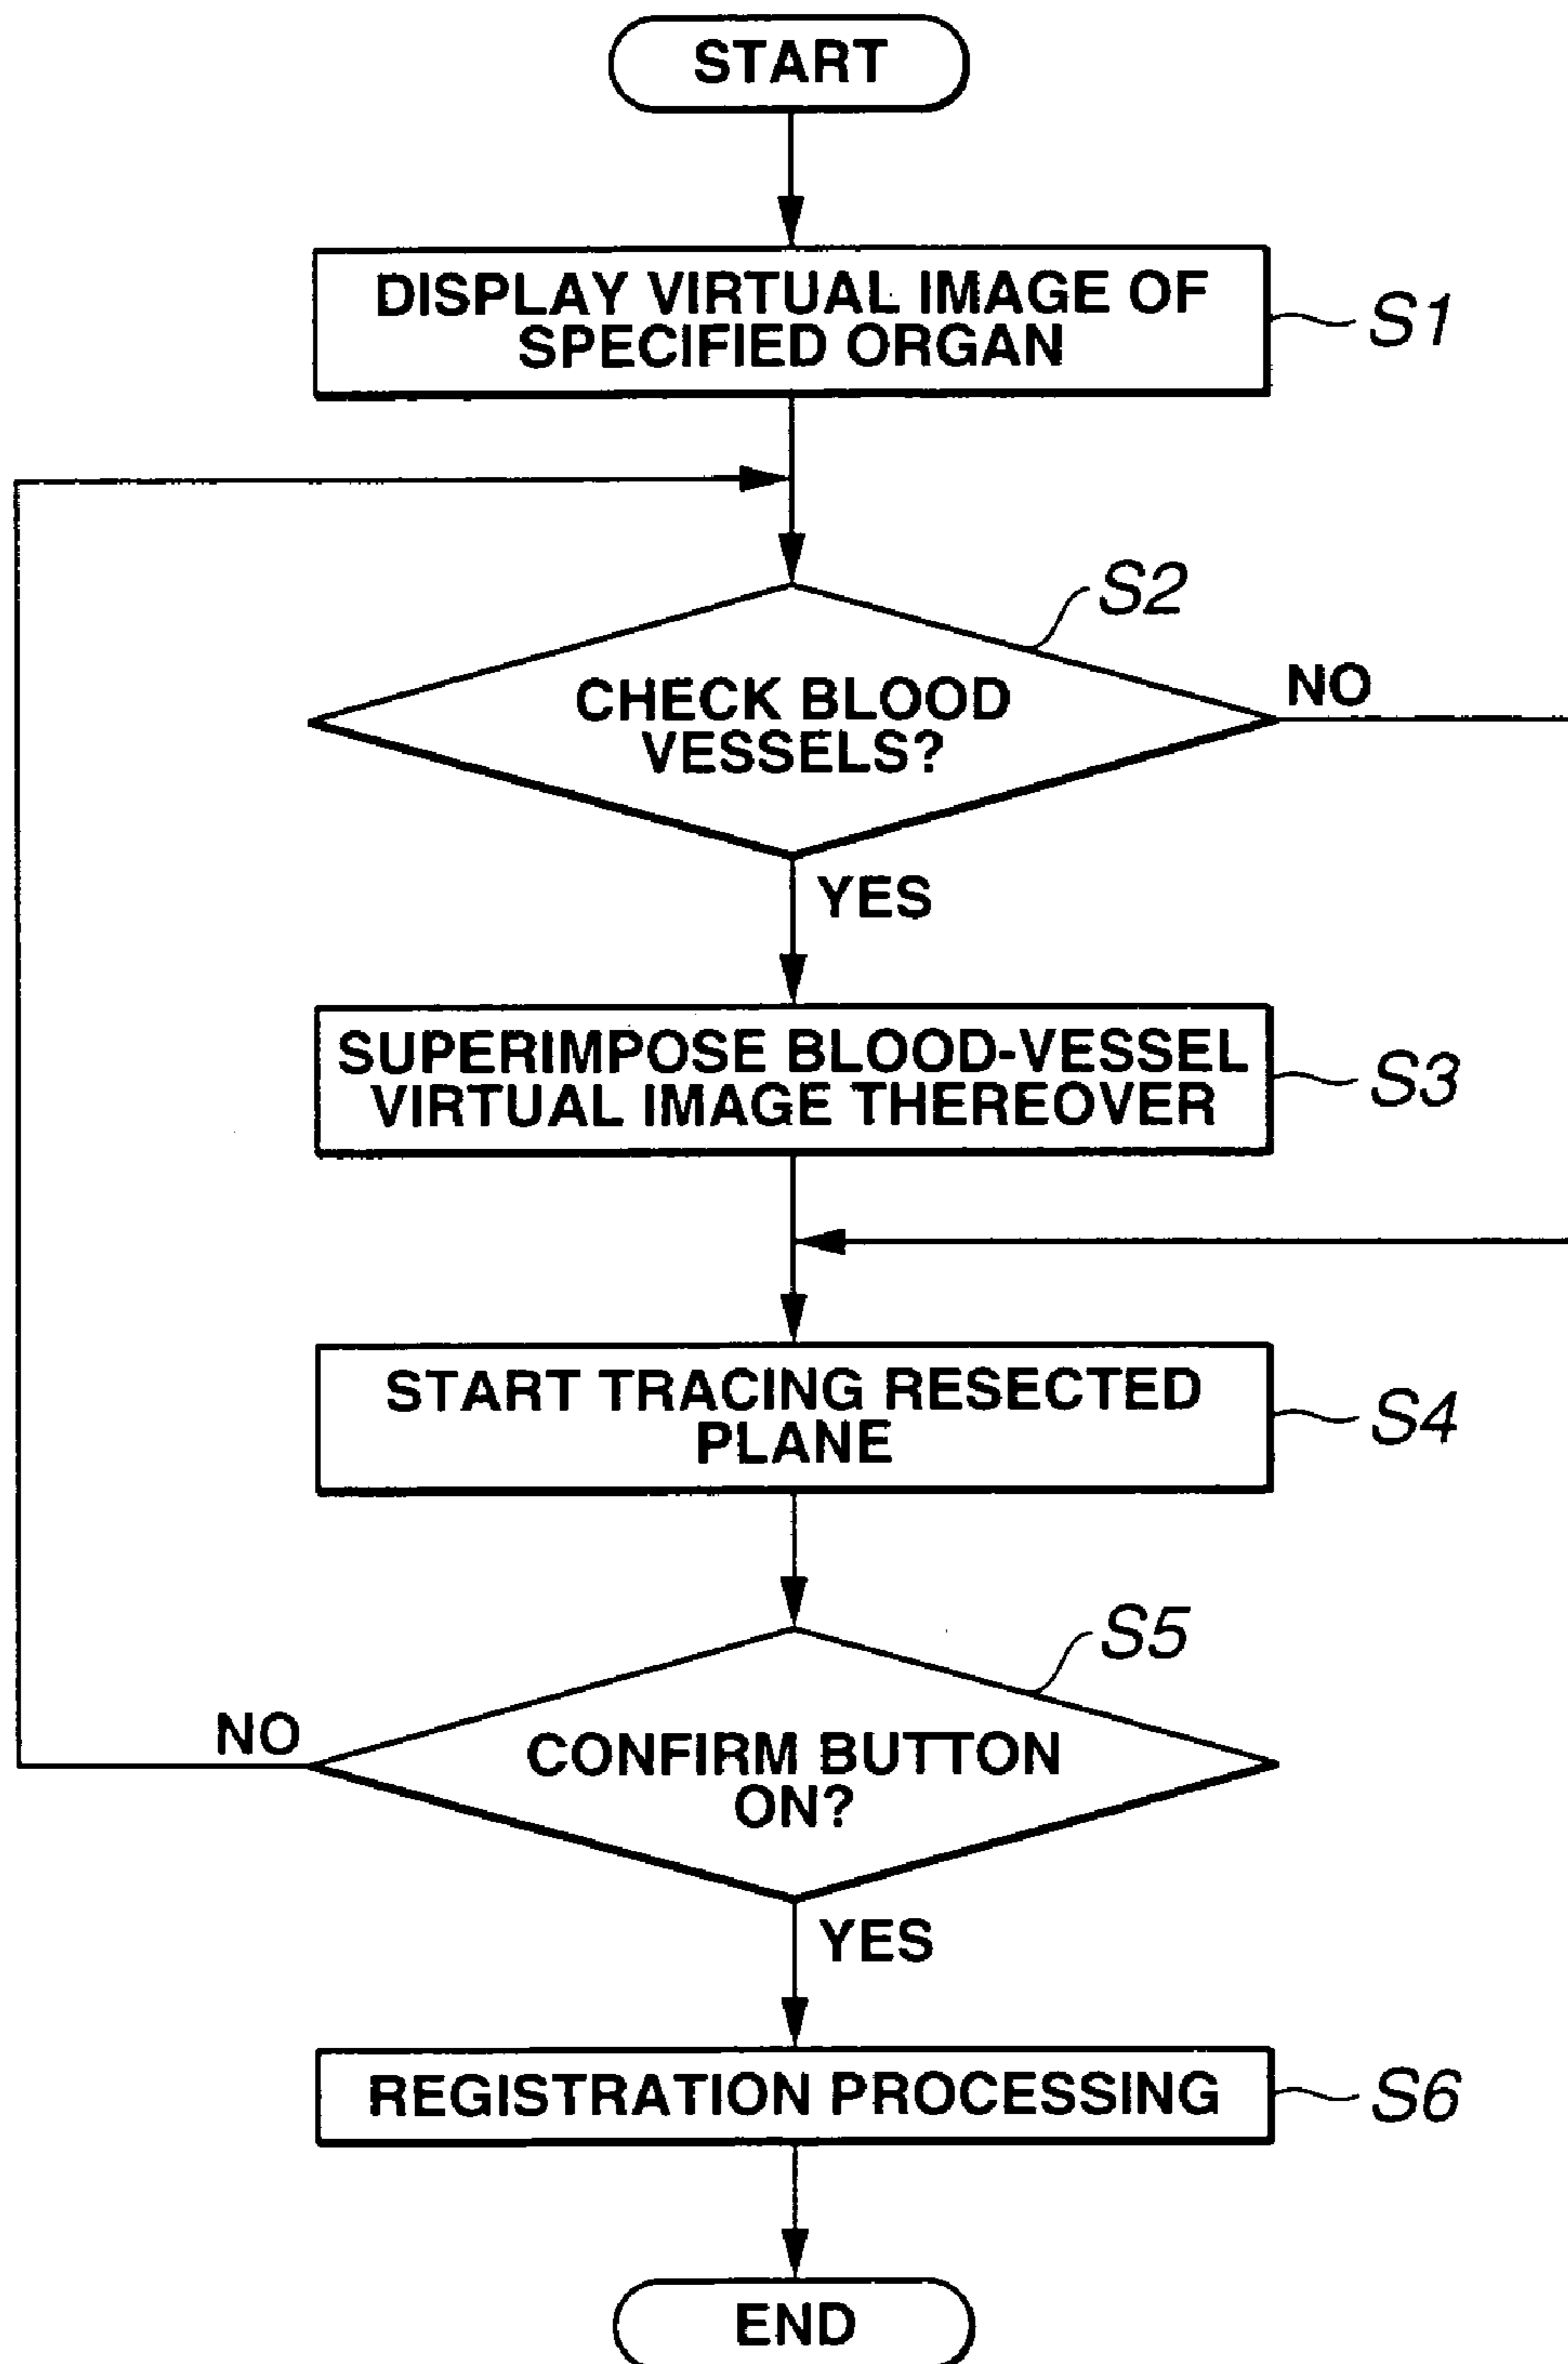 START
DISPLAY VIRTUAL IMAGE OF
SPECIFIED ORGAN
S1
S2
CHECK BLOOD
VESSELS?
NO
YES
SUPERIMPOSE BLOOD-VESSEL
VIRTUAL IMAGE THEREOVER
S3
START TRACING RESECTED
PLANE
S4
S5
NO
CONFIRM BUTTON
ON?
YES
REGISTRATION PROCESSING
S6
END